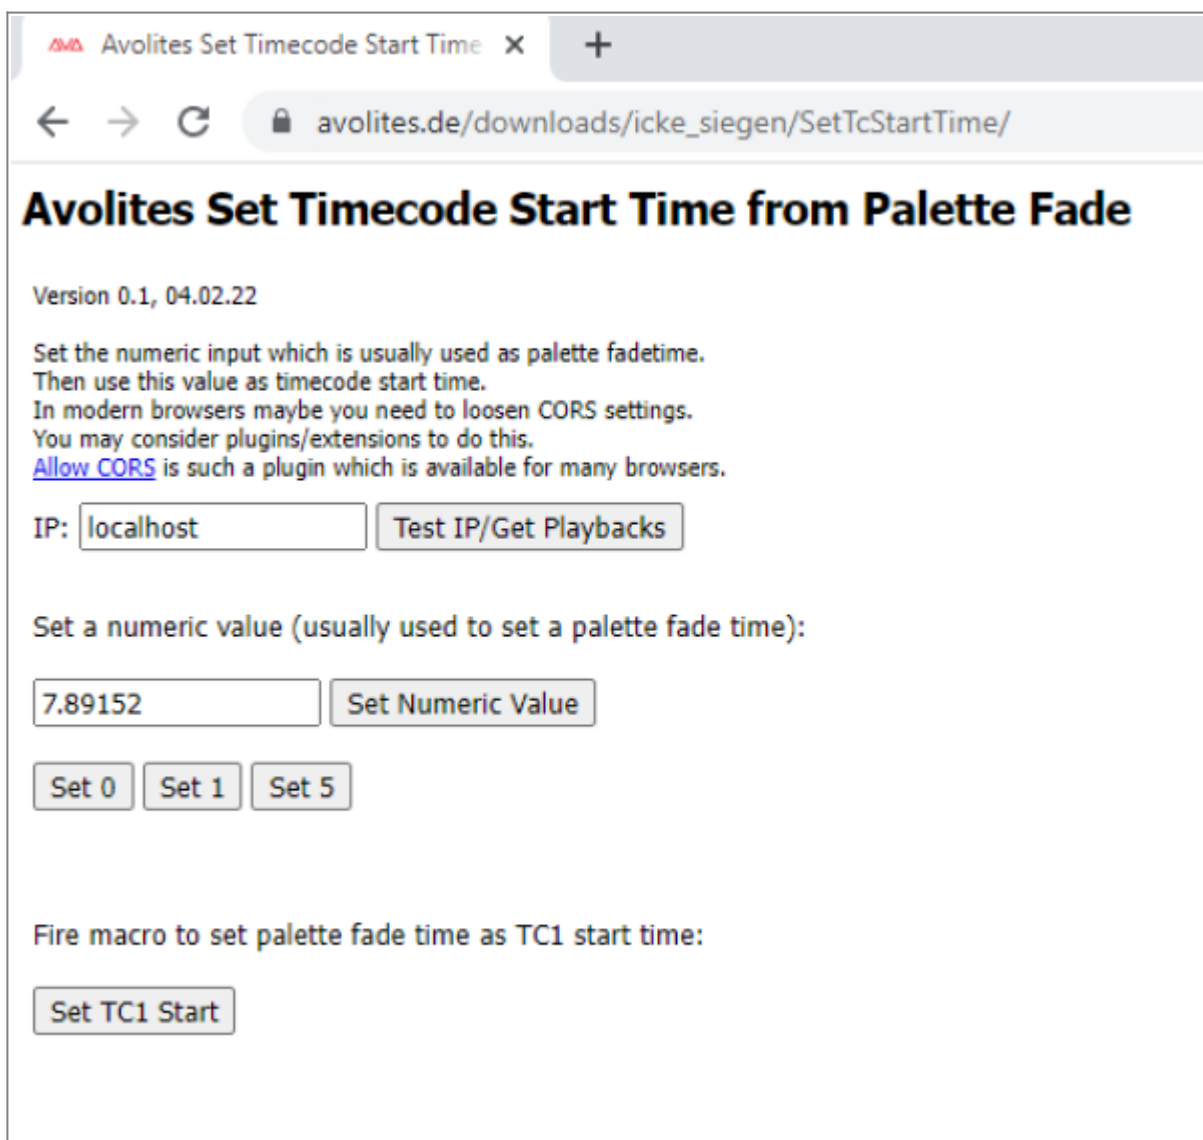 Avolites Set Timecode Start Time
avolites.de/downloads/icke_siegen/SetTcStartTime/
Avolites Set Timecode Start Time from Palette Fade
Version 0.1, 04.02.22
Set the numeric input which is usually used as palette fadetime.
Then use this value as timecode start time.
In modern browsers maybe you need to loosen CORS settings.
You may consider plugins/extensions to do this.
Allow CORS is such a plugin which is available for many browsers.
IP: localhost Test IP/Get Playbacks
Set a numeric value (usually used to set a palette fade time):
7.89152 Set Numeric Value
Set 0 Set 1 Set 5
Fire macro to set palette fade time as TC1 start time:
Set TC1 Start